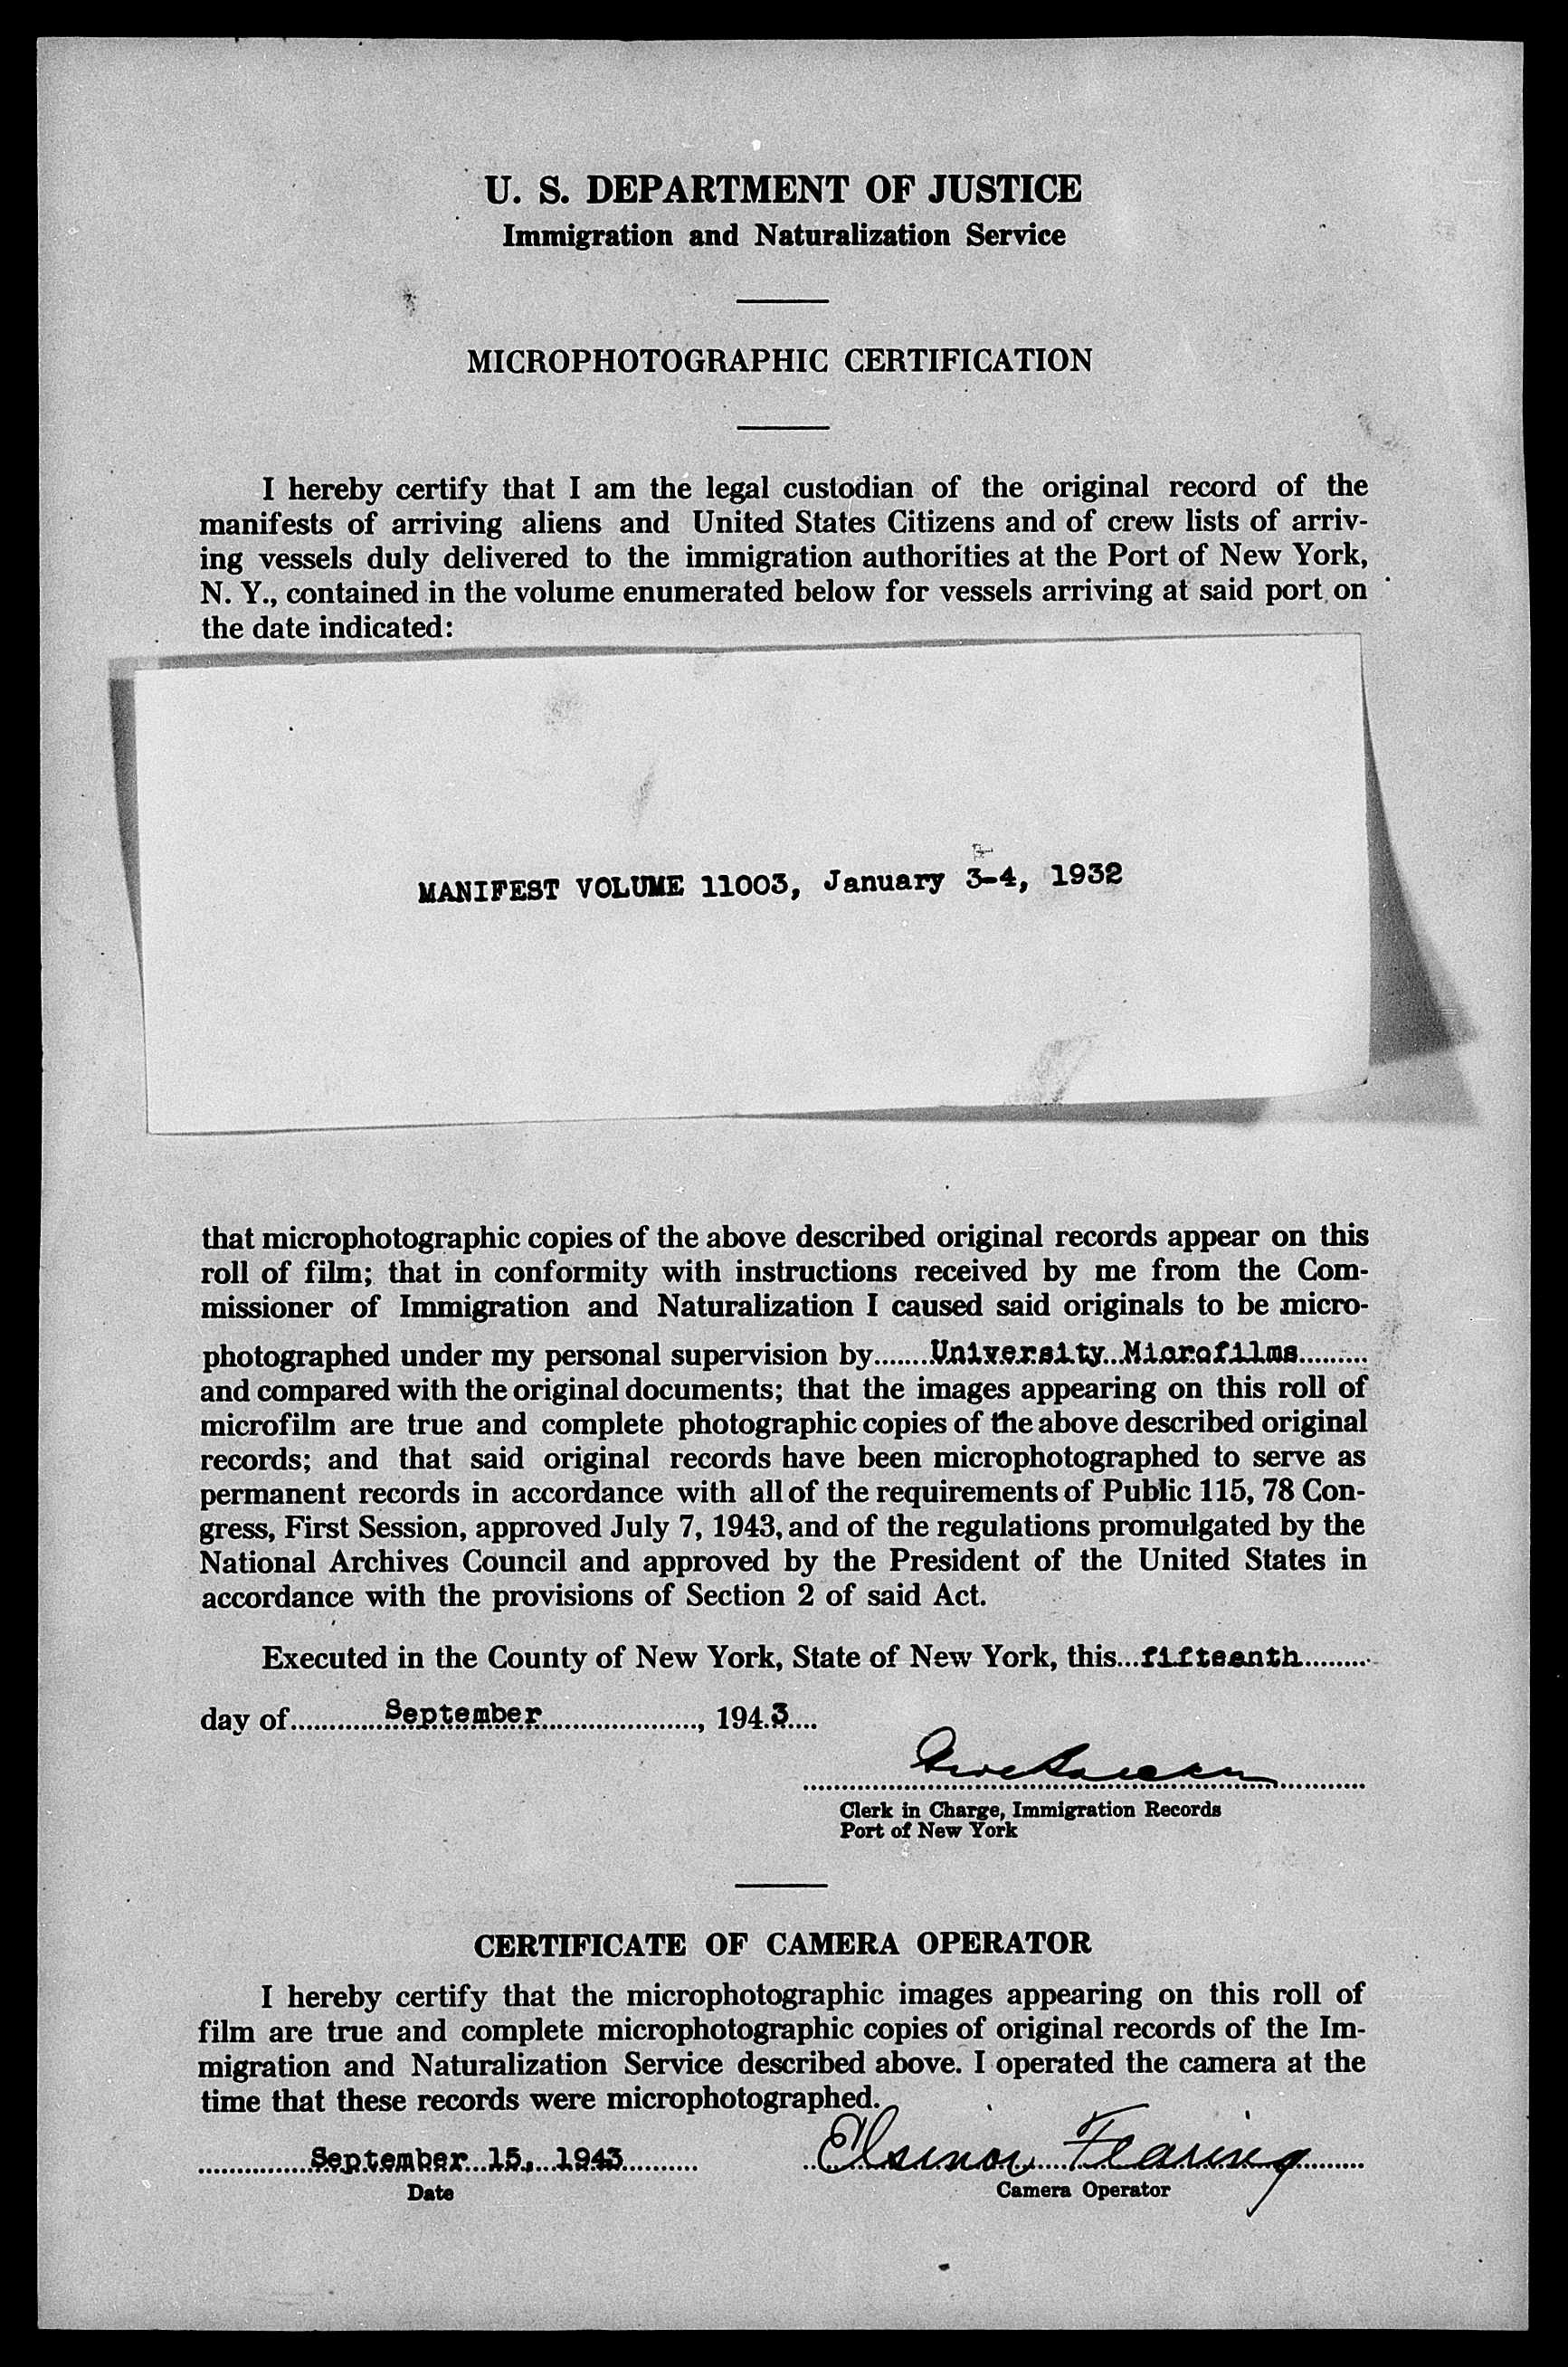 U. S. DEPARTMENT OF JUSTICE
Immigration and Naturalization Service
MICROPHOTOGRAPHIC CERTIFICATION
I hereby certify that I am the legal custodian of the original record of the
manifests of arriving aliens and United States Citizens and of crew lists of arriv-
ing vessels duly delivered to the immigration authorities at the Port of New York,
N. Y., contained in the volume enumerated below for vessels arriving at said port on
the date indicated:
MANIFEST VOLUME 11003, January 3-4, 1932
that microphotographic copies of the above described original records appear on this
roll of film; that in conformity with instructions received by me from the Com-
missioner of Immigration and Naturalization I caused said originals to be micro-
photographed under my personal supervision by.......University Microfilms.........
and compared with the original documents; that the images appearing on this roll of
microfilm are true and complete photographic copies of the above described original
records; and that said original records have been microphotographed to serve as
permanent records in accordance with all of the requirements of Public 115, 78 Con-
gress, First Session, approved July 7, 1943, and of the regulations promulgated by the
National Archives Council and approved by the President of the United States in
accordance with the provisions of Section 2 of said Act.
Executed in the County of New York, State of New York, this...fifteenth.........
day of............September...................., 194.3....
Clerk in Charge, Immigration Records
Port of New York
CERTIFICATE OF CAMERA OPERATOR
I hereby certify that the microphotographic images appearing on this roll of
film are true and complete microphotographic copies of original records of the Im-
migration and Naturalization Service described above. I operated the camera at the
time that these records were microphotographed.
September 15, 1943
Elsinor Fearing
Date
Camera Operator